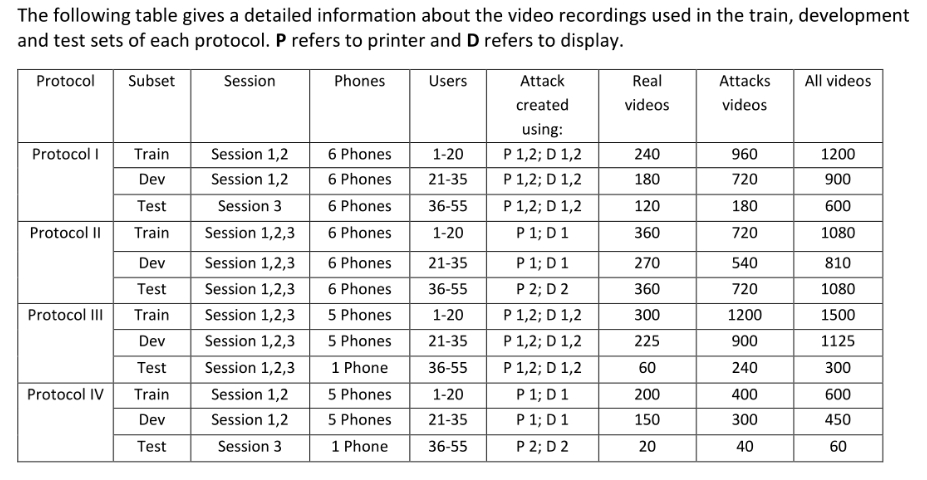 The following table gives a detailed information about the video recordings used in the train, development
and test sets of each protocol. P refers to printer and D refers to display.
Protocol Subset Session Phones Users Attack created using: Real videos Attacks videos All videos
Protocol I Train Session 1,2 6 Phones 1-20 P 1,2; D 1,2 240 960 1200
Dev Session 1,2 6 Phones 21-35 P 1,2; D 1,2 180 720 900
Test Session 3 6 Phones 36-55 P 1,2; D 1,2 120 180 600
Protocol II Train Session 1,2,3 6 Phones 1-20 P 1; D 1 360 720 1080
Dev Session 1,2,3 6 Phones 21-35 P 1; D 1 270 540 810
Test Session 1,2,3 6 Phones 36-55 P 2; D 2 360 720 1080
Protocol III Train Session 1,2,3 5 Phones 1-20 P 1,2; D 1,2 300 1200 1500
Dev Session 1,2,3 5 Phones 21-35 P 1,2; D 1,2 225 900 1125
Test Session 1,2,3 1 Phone 36-55 P 1,2; D 1,2 60 240 300
Protocol IV Train Session 1,2 5 Phones 1-20 P 1; D 1 200 400 600
Dev Session 1,2 5 Phones 21-35 P 1; D 1 150 300 450
Test Session 3 1 Phone 36-55 P 2; D 2 20 40 60